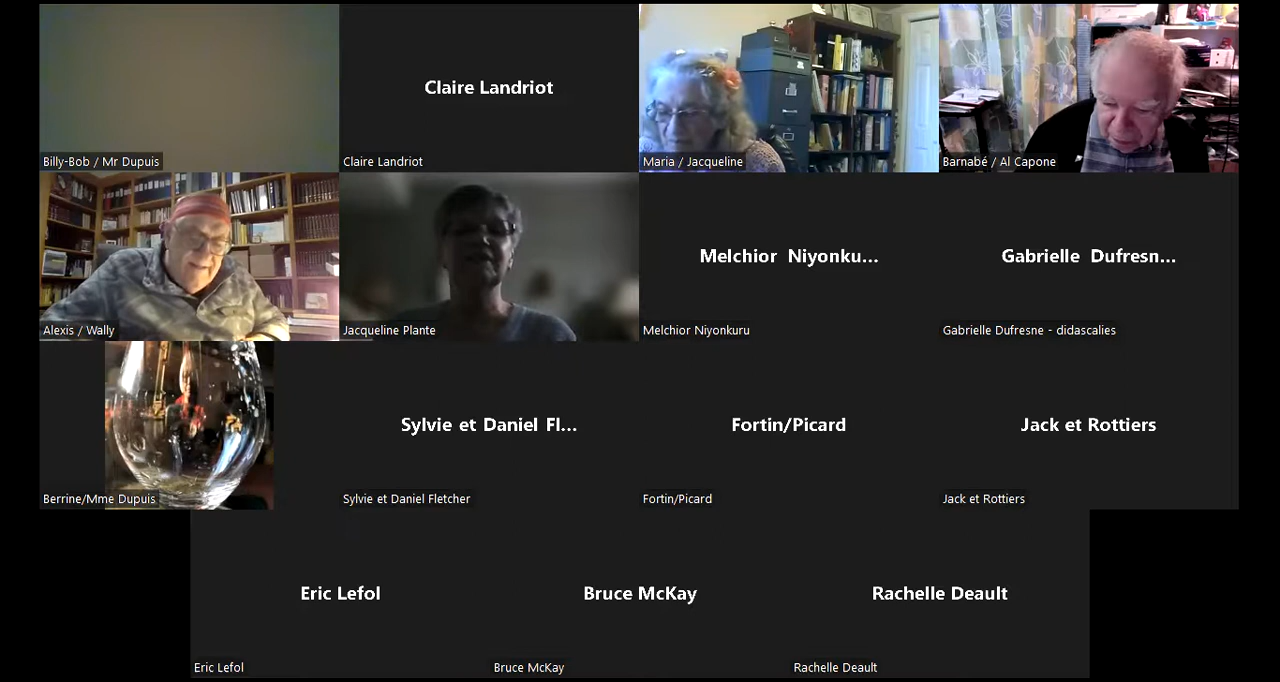 Claire Landriot
Billy-Bob / Mr Dupuis
Claire Landriot
Maria / Jacqueline
Barnabé / Al Capone
Melchior Niyonku...
Gabrielle Dufresn...
Alexis / Wally
Jacqueline Plante
Melchior Niyonkuru
Gabrielle Dufresne - didascalies
Sylvie et Daniel Fl...
Fortin/Picard
Jack et Rottiers
Berrine/Mme Dupuis
Sylvie et Daniel Fletcher
Fortin/Picard
Jack et Rottiers
Eric Lefol
Bruce McKay
Rachelle Deault
Eric Lefol
Bruce McKay
Rachelle Deault